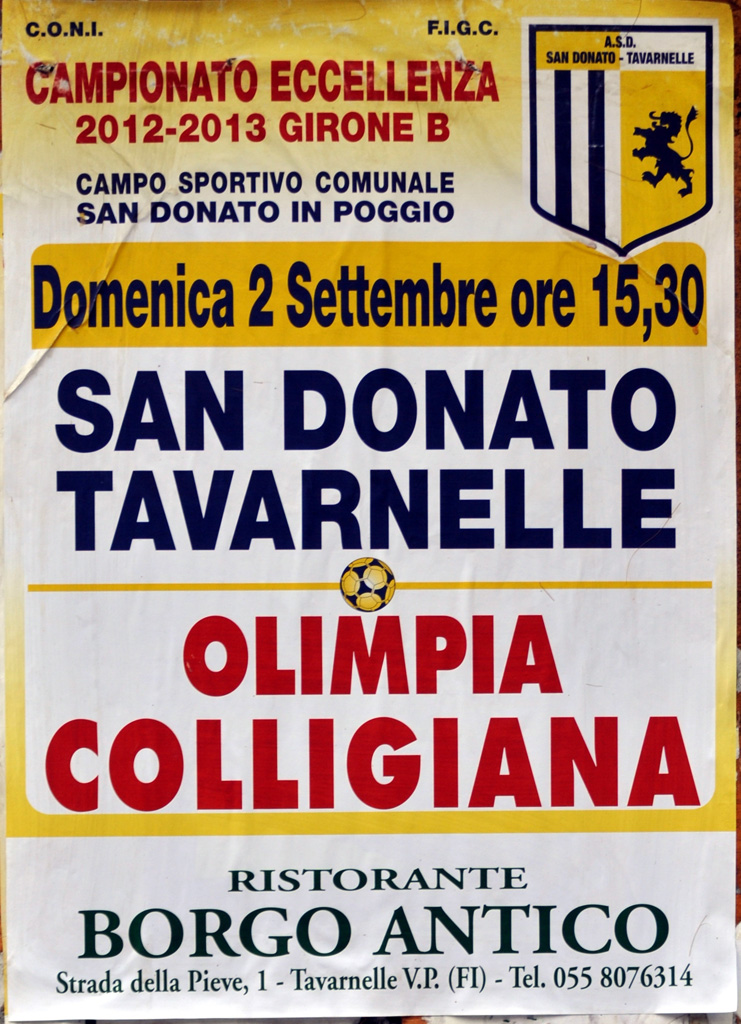 C.O.N.I. F.I.G.C.
CAMPIONATO ECCELLENZA
2012-2013 GIRONE B
CAMPO SPORTIVO COMUNALE
SAN DONATO IN POGGIO
A.S.D.
SAN DONATO - TAVARNELLE
Domenica 2 Settembre ore 15,30
SAN DONATO
TAVARNELLE
OLIMPIA
COLLIGIANA
RISTORANTE
BORGO ANTICO
Strada della Pieve, 1 - Tavarnelle V.P. (FI) - Tel. 055 8076314